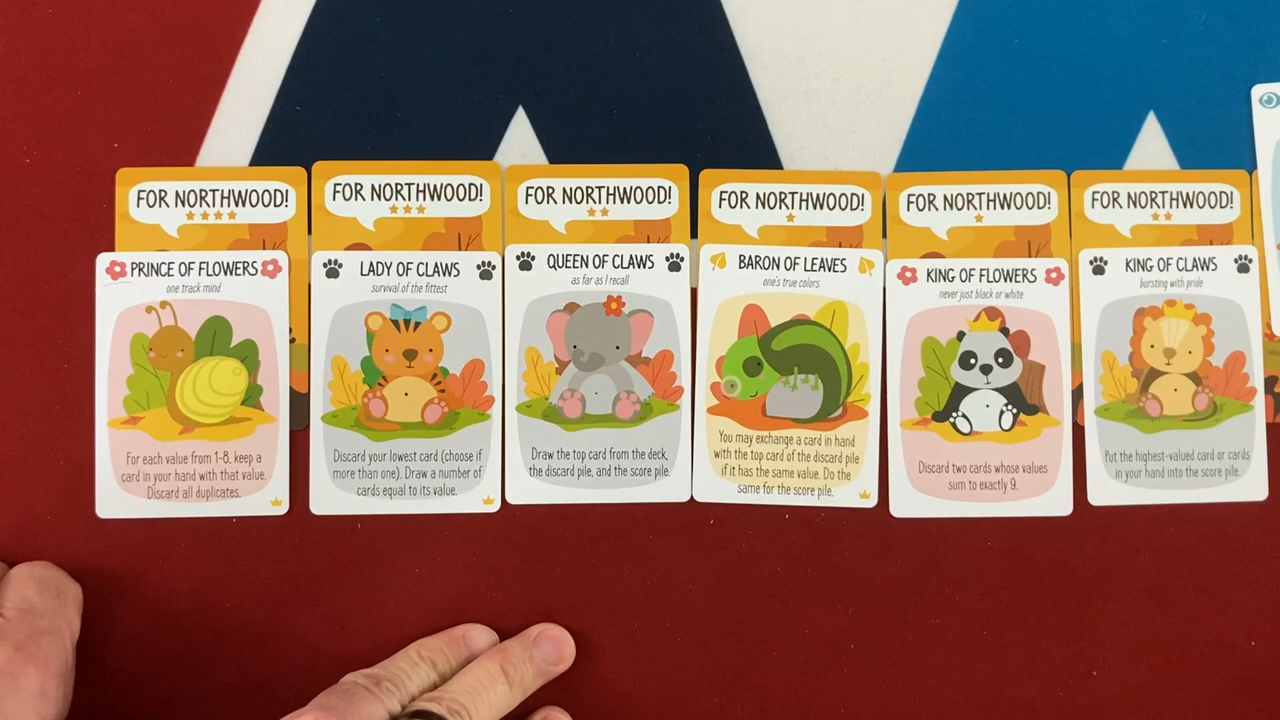 FOR NORTHWOOD!
FOR NORTHWOOD!
FOR NORTHWOOD!
FOR NORTHWOOD!
FOR NORTHWOOD!
FOR NORTHWOOD!
PRINCE OF FLOWERS
one track mind
For each value from 1-8, keep a
card in your hand with that value.
Discard all duplicates.
LADY OF CLAWS
survival of the fittest
Discard your lowest card (choose if
more than one). Draw a number of
cards equal to its value.
QUEEN OF CLAWS
as far as I recall
Draw the top card from the deck,
the discard pile, and the score pile.
BARON OF LEAVES
one's true colors
You may exchange a card in hand
with the top card of the discard pile
if it has the same value. Do the
same for the score pile.
KING OF FLOWERS
never just black or white
Discard two cards whose values
sum to exactly 9.
KING OF CLAWS
bursting with pride
Put the highest-valued card or cards
in your hand into the score pile.